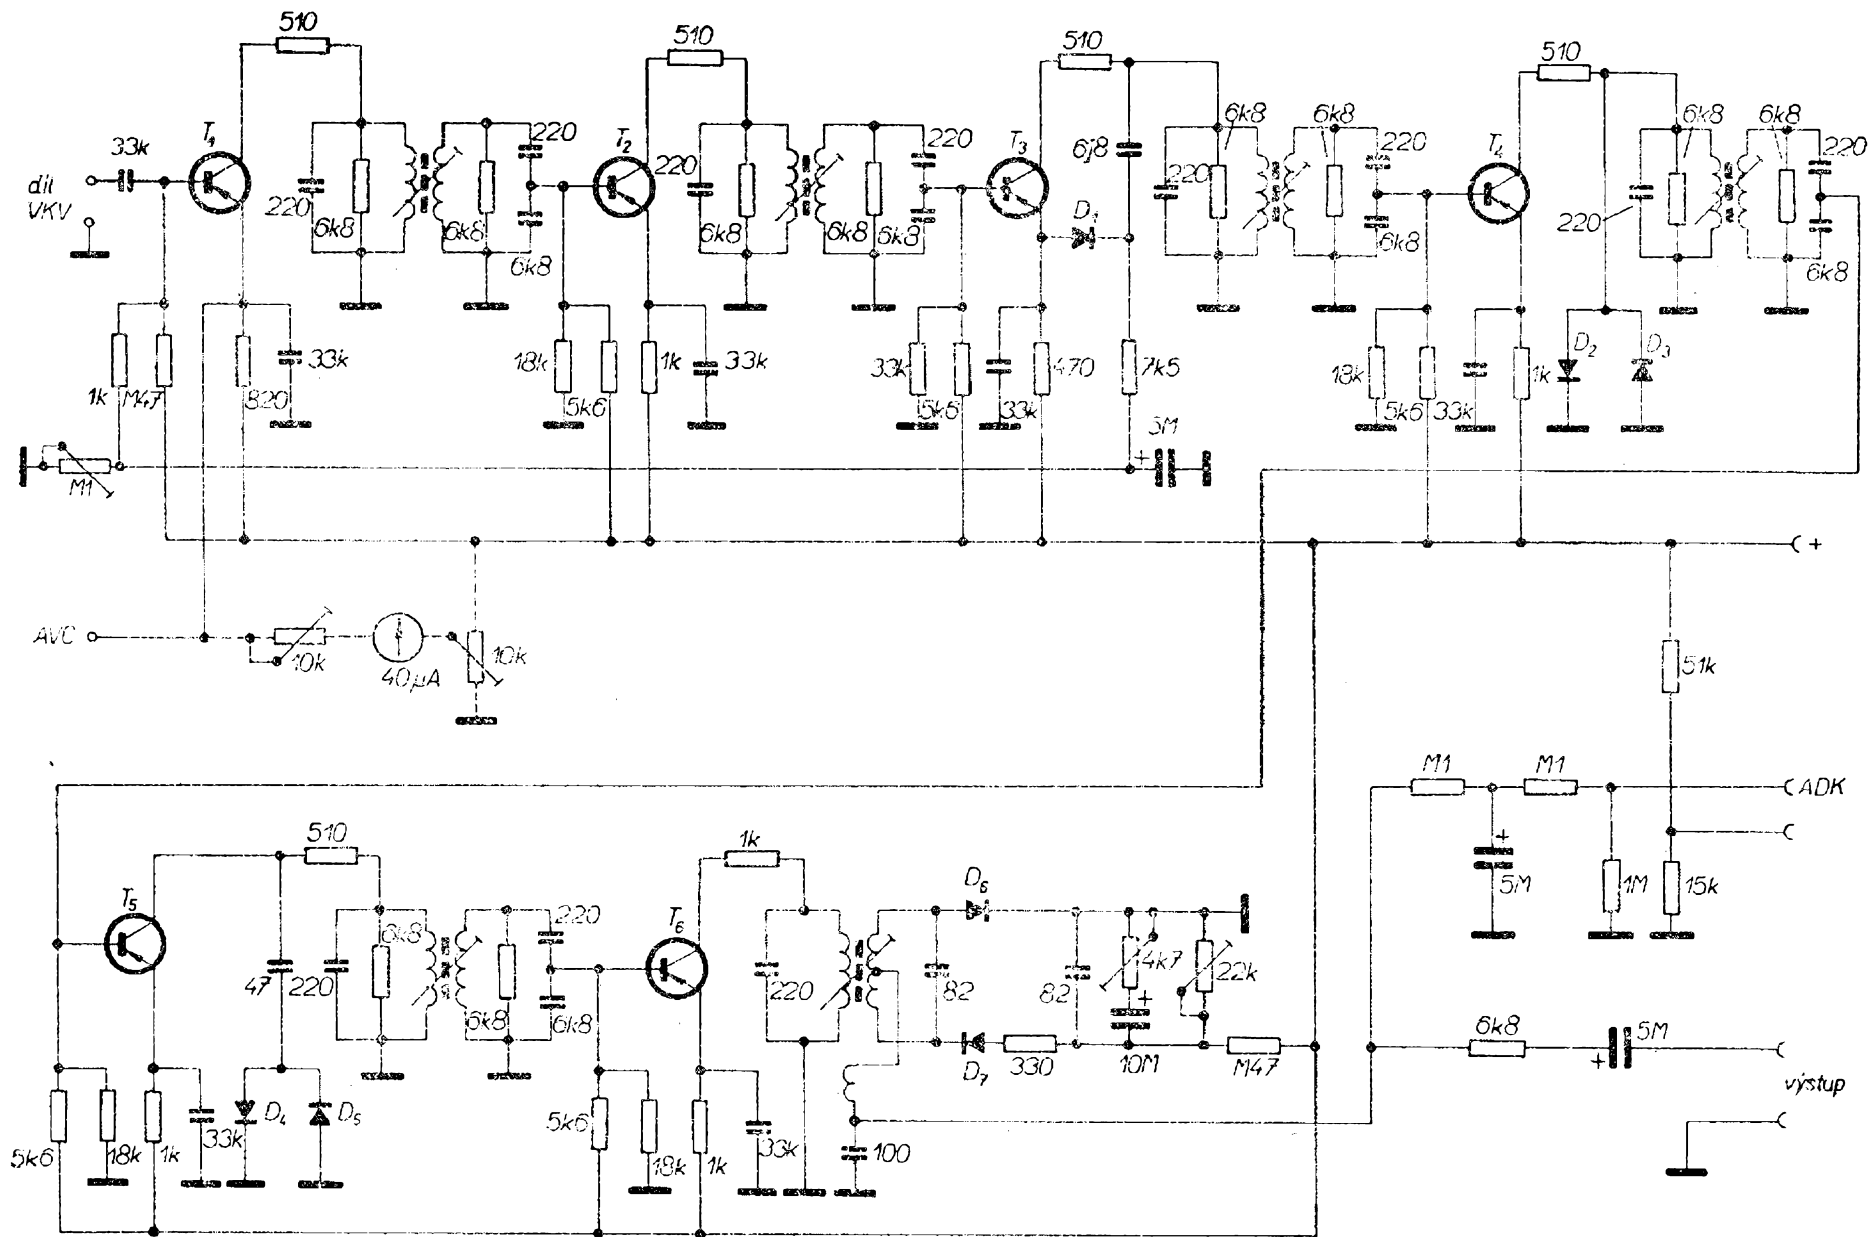 510
510
510
510
T1
T2
T3
T4
33k
díl
VKV
220
6k8
6k8
220
6k8
220
6k8
6k8
220
6k8
6j8
D1
220
6k8
6k8
220
6k8
220
6k8
6k8
220
6k8
1k
M47
820
33k
18k
5k6
1k
33k
33k
5k6
33k
470
7k5
18k
5k6
33k
1k
D2
D3
M1
+
5M
+
AVC
10k
40µA
10k
51k
M1
M1
ADK
+
5M
1M
15k
510
1k
T5
T6
D6
47
220
6k8
6k8
220
6k8
220
82
82
4k7
22k
+
D7
330
10M
M47
6k8
+
5M
výstup
5k6
18k
1k
33k
D4
D5
5k6
18k
1k
33k
100